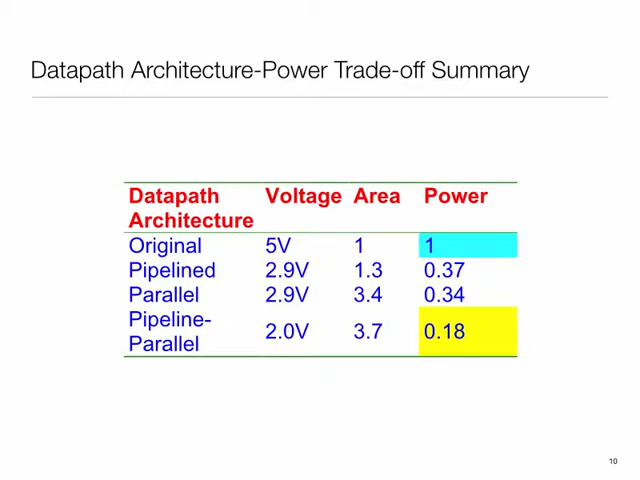 Datapath Architecture-Power Trade-off Summary
Datapath Architecture Voltage Area Power
Original 5V 1 1
Pipelined 2.9V 1.3 0.37
Parallel 2.9V 3.4 0.34
Pipeline-Parallel 2.0V 3.7 0.18
10